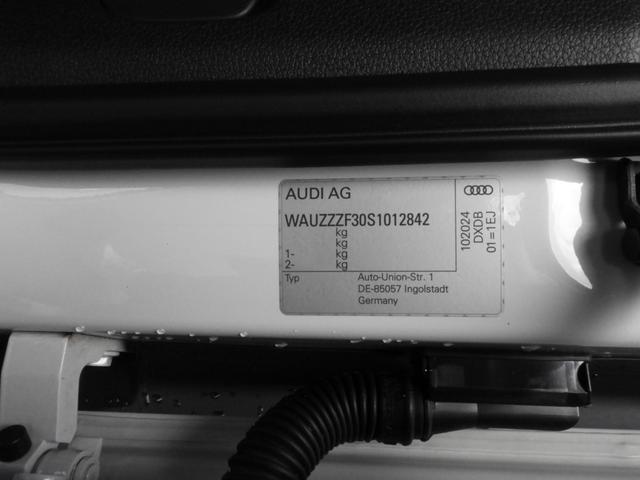 AUDI AG
WAUZZZF30S1012842
kg
kg
1- kg
2- kg
Typ
Auto-Union-Str. 1
DE-85057 Ingolstadt
Germany
102024
DXDB
01=1EJ